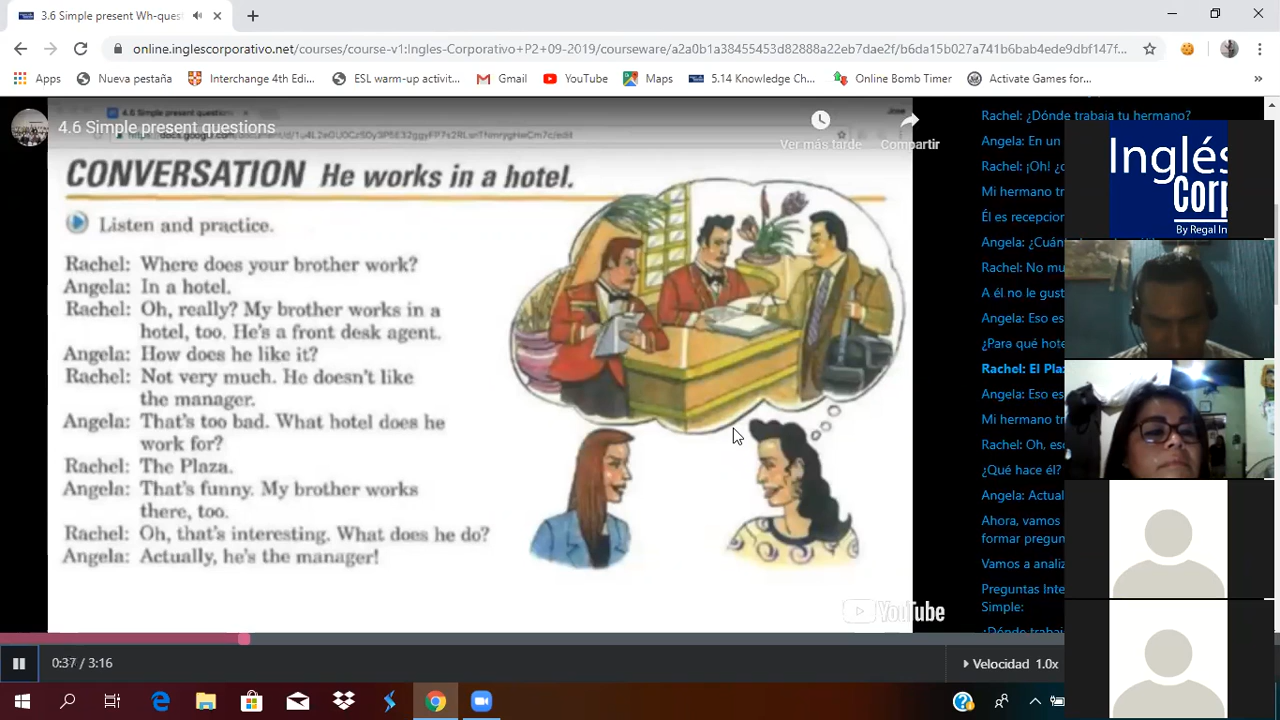 3.6 Simple present Wh-quest
online.inglescorporativo.net/courses/course-v1:Ingles-Corporativo+P2+09-2019/courseware/a2a0b1a38455453d82888a22eb7dae2f/b6da15b027a741b6bab4ede9dbf147f...
Apps
Nueva pestaña
Interchange 4th Edi...
ESL warm-up activit...
Gmail
YouTube
Maps
5.14 Knowledge Ch...
Online Bomb Timer
Activate Games for...
»
4.6 Simple present questions
4.6 Simple present questions
Ver más tarde
Compartir
CONVERSATION He works in a hotel.
Listen and practice.
Rachel: Where does your brother work?
Angela: In a hotel.
Rachel: Oh, really? My brother works in a
hotel, too. He's a front desk agent.
Angela: How does he like it?
Rachel: Not very much. He doesn't like
the manager.
Angela: That's too bad. What hotel does he
work for?
Rachel: The Plaza.
Angela: That's funny. My brother works
there, too.
Rachel: Oh, that's interesting. What does he do?
Angela: Actually, he's the manager!
YouTube
0:37 / 3:16
Velocidad 1.0x
Rachel: ¿Dónde trabaja tu hermano?
Angela: En un
Rachel: ¡Oh! ¿
Mi hermano tr
Él es recepcion
Angela: ¿Cuán
Rachel: No mu
A él no le gust
Angela: Eso es
¿Para qué hote
Rachel: El Plaz
Angela: Eso es
Mi hermano tr
Rachel: Oh, eso
¿Qué hace él?
Angela: Actual
Ahora, vamos
formar pregun
Vamos a analiz
Preguntas Inte
Simple:
Inglés
Corp
By Regal In